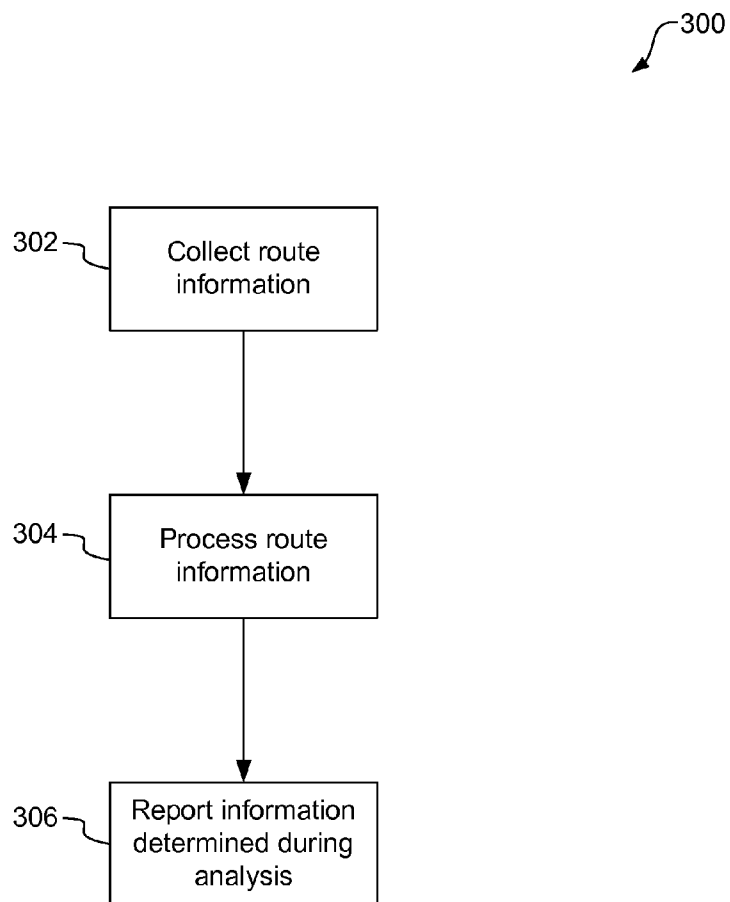 300
302
Collect route
information
304
Process route
information
306
Report information
determined during
analysis